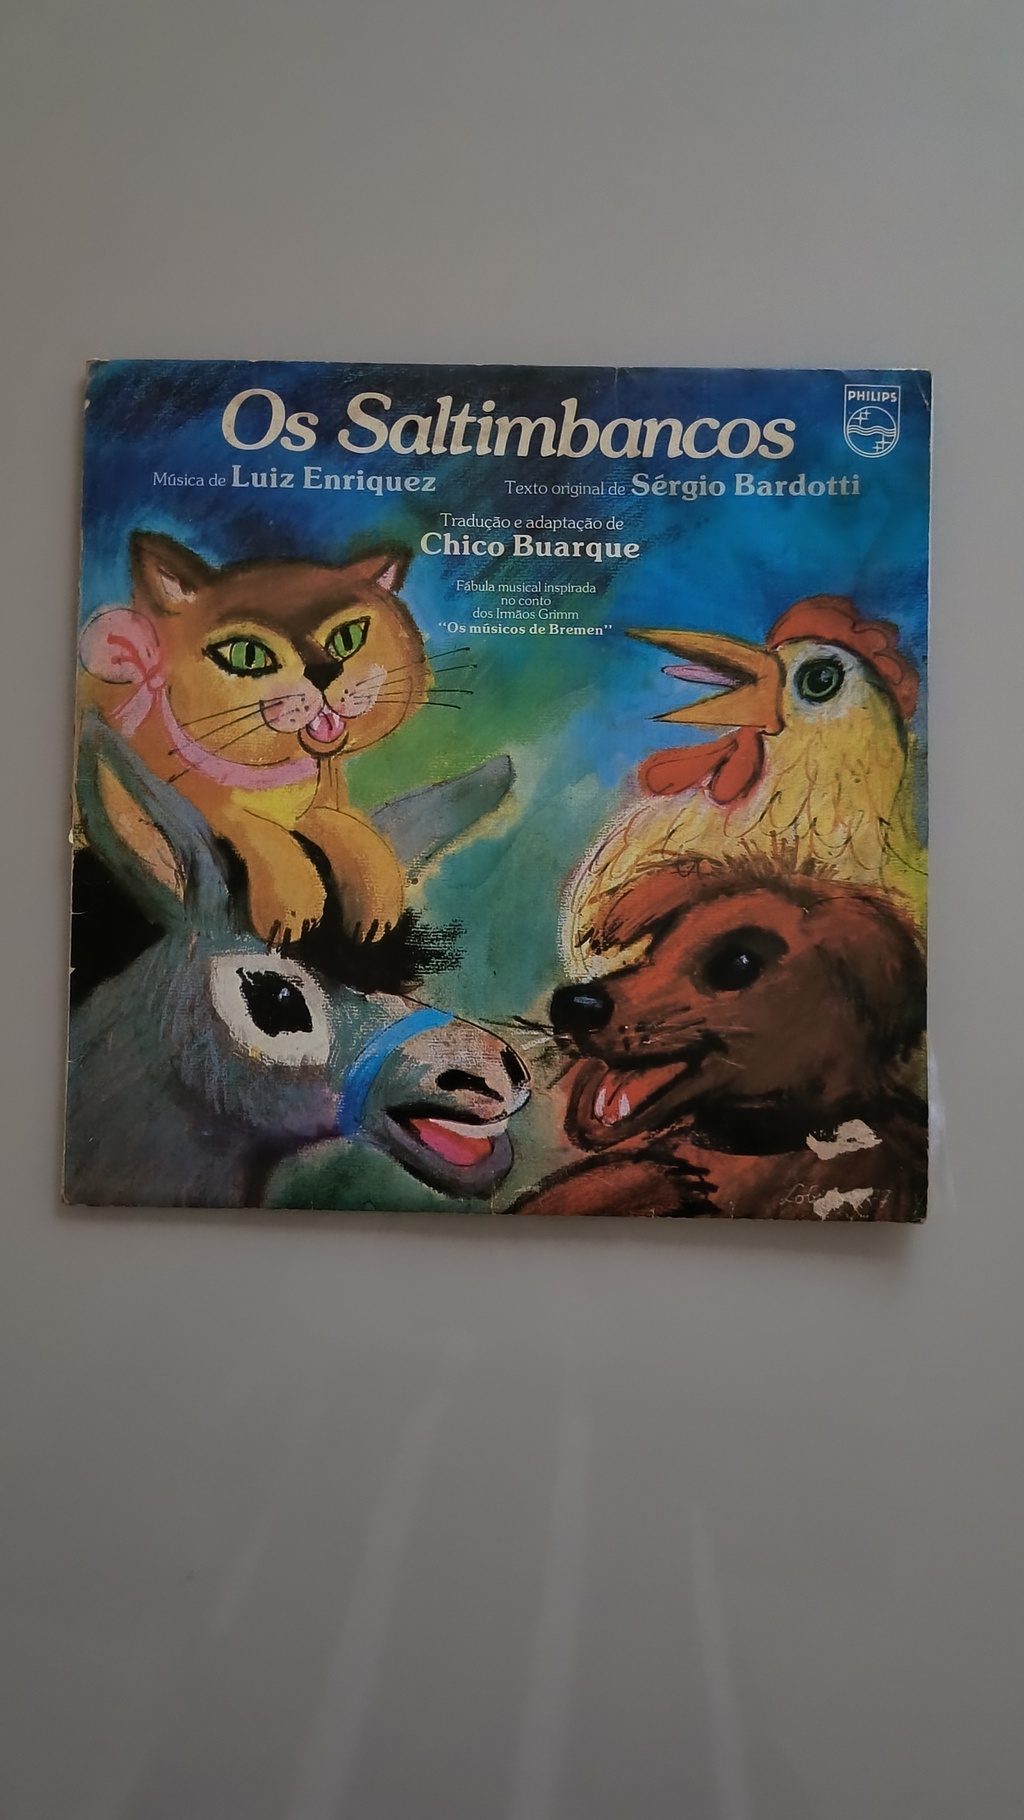 Os Saltimbancos
PHILIPS
Música de Luiz Enriquez
Texto original de Sérgio Bardotti
Tradução e adaptação de
Chico Buarque
Fábula musical inspirada
no conto
dos Irmãos Grimm
"Os músicos de Bremen"